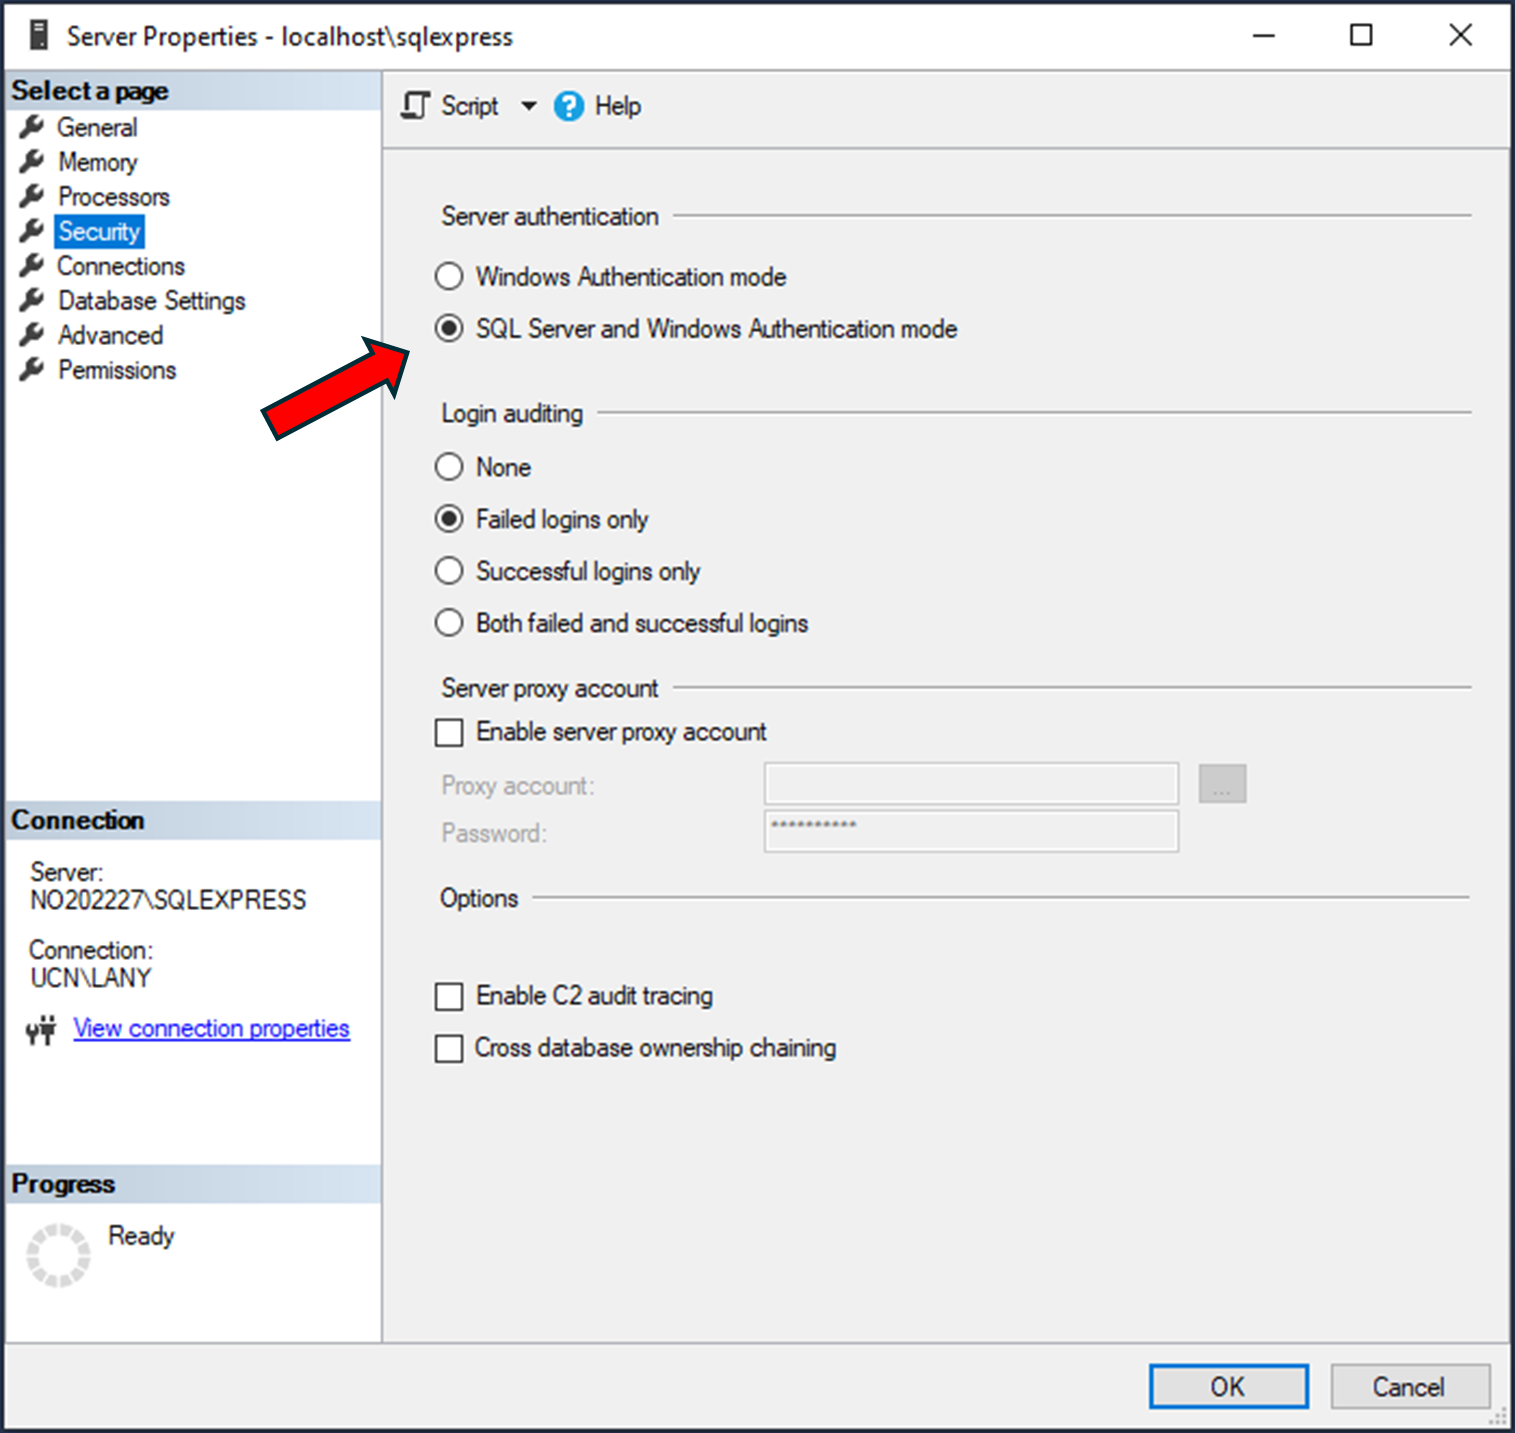 Server Properties - localhost\sqlexpress
Select a page
General
Memory
Processors
Security
Connections
Database Settings
Advanced
Permissions
Connection
Server:
NO202227\SQLEXPRESS
Connection:
UCN\LANY
View connection properties
Progress
Ready
Script
? Help
Server authentication
Windows Authentication mode
SQL Server and Windows Authentication mode
Login auditing
None
Failed logins only
Successful logins only
Both failed and successful logins
Server proxy account
Enable server proxy account
Proxy account: ...
Password: **********
Options
Enable C2 audit tracing
Cross database ownership chaining
OK Cancel